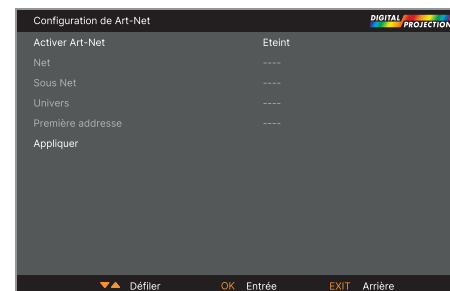 Configuration de Art-Net DIGITAL PROJECTION
Activer Art-Net Eteint
Net ----
Sous Net ----
Univers ----
Première addresse ----
Appliquer
▼▲ Défiler OK Entrée EXIT Arrière